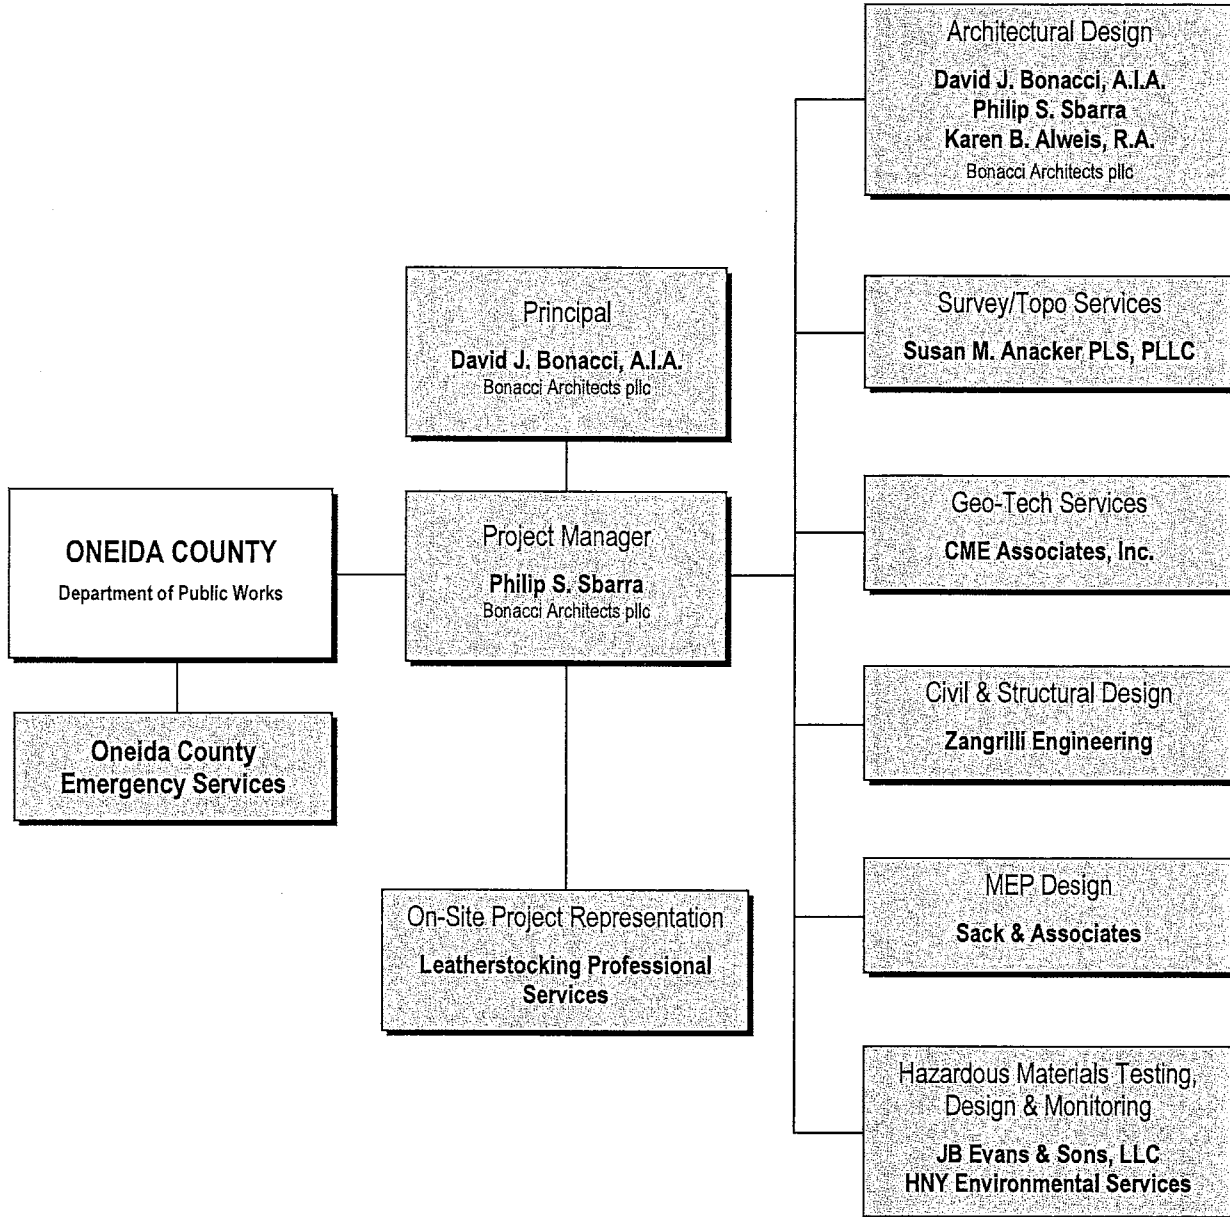 Architectural Design
David J. Bonacci, A.I.A.
Philip S. Sbarra
Karen B. Alweis, R.A.
Bonacci Architects pllc
Principal
David J. Bonacci, A.I.A.
Bonacci Architects pllc
Survey/Topo Services
Susan M. Anacker PLS, PLLC
ONEIDA COUNTY
Department of Public Works
Project Manager
Philip S. Sbarra
Bonacci Architects pllc
Geo-Tech Services
CME Associates, Inc.
Oneida County
Emergency Services
Civil & Structural Design
Zangrilli Engineering
On-Site Project Representation
Leatherstocking Professional
Services
MEP Design
Sack & Associates
Hazardous Materials Testing,
Design & Monitoring
JB Evans & Sons, LLC
HNY Environmental Services